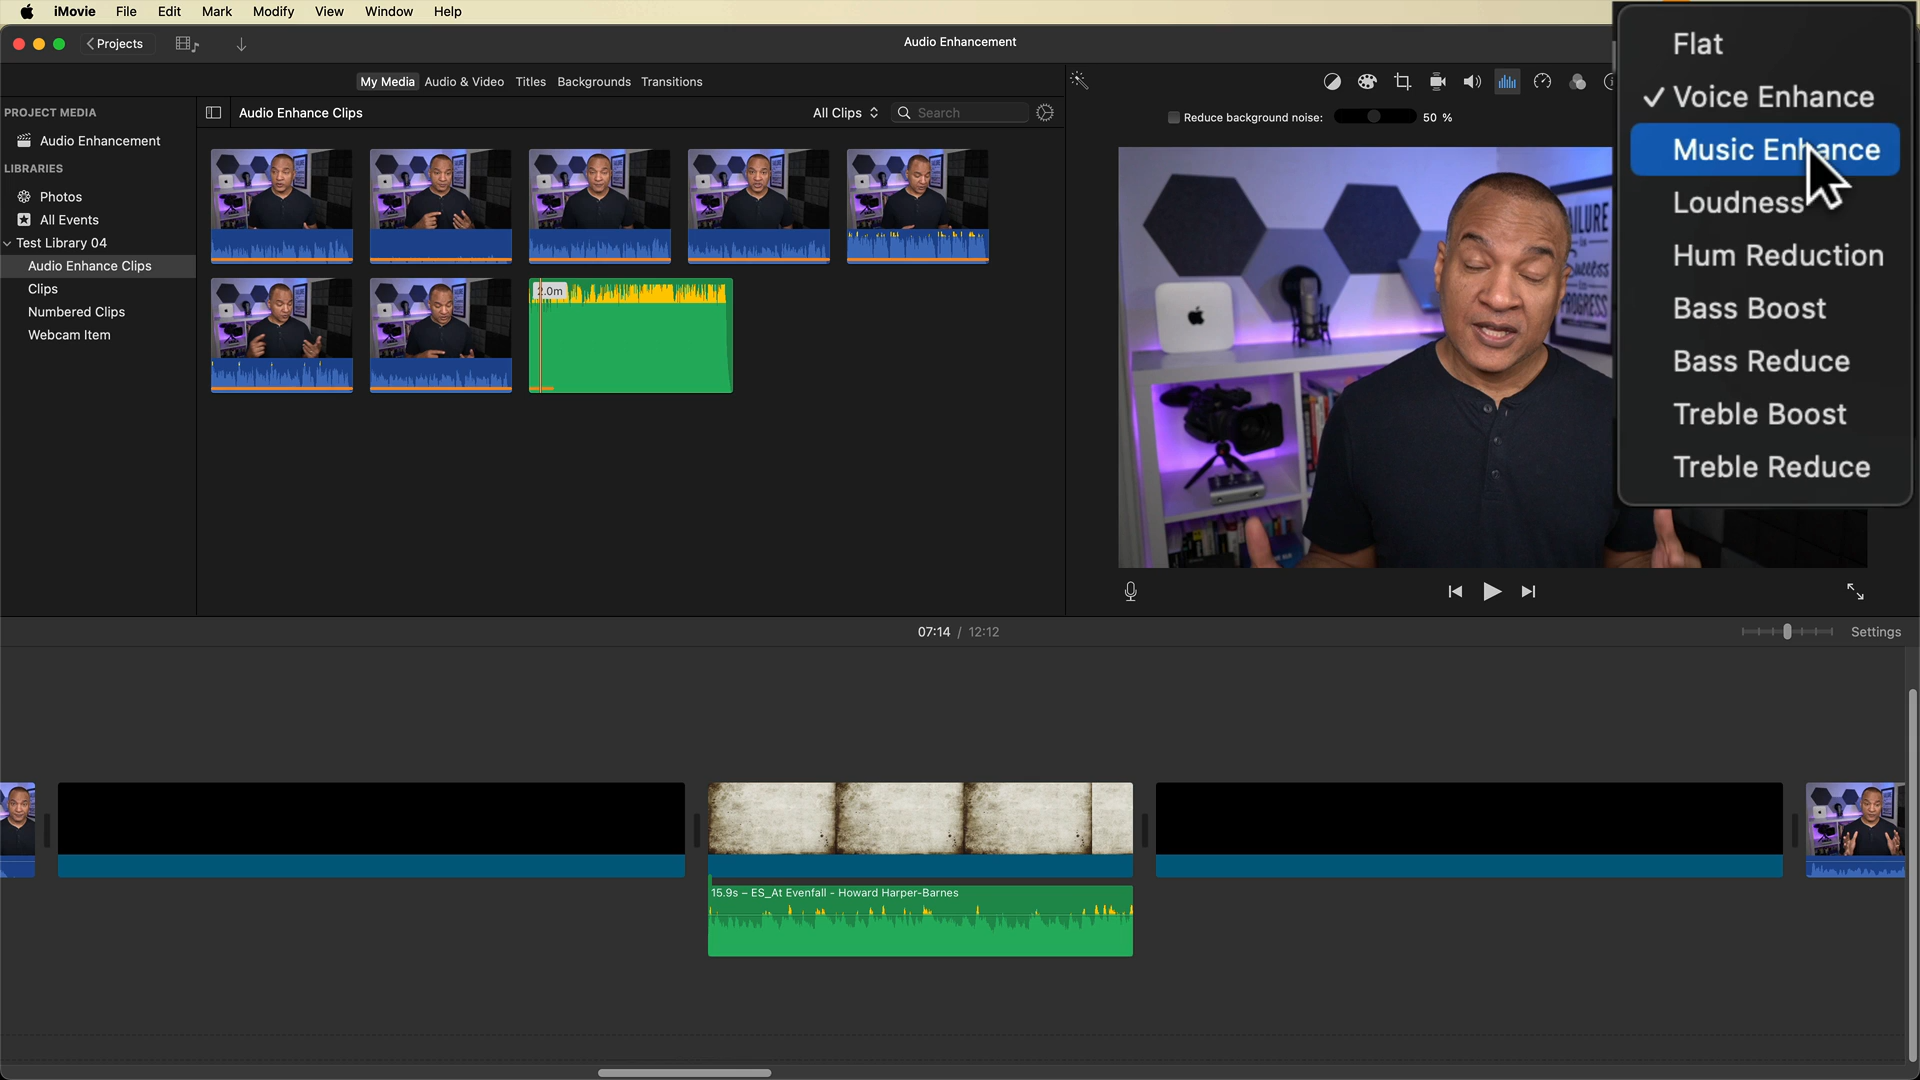 iMovie File Edit Mark Modify View Window Help
Projects
Audio Enhancement
My Media Audio & Video Titles Backgrounds Transitions
PROJECT MEDIA
Audio Enhancement
LIBRARIES
Photos
All Events
Test Library 04
Audio Enhance Clips
Clips
Numbered Clips
Webcam Item
Audio Enhance Clips
All Clips
Search
2.0m
Reduce background noise: 50 %
FAILURE
Success
PROGRESS
Flat
✓ Voice Enhance
Music Enhance
Loudness
Hum Reduction
Bass Boost
Bass Reduce
Treble Boost
Treble Reduce
07:14 / 12:12
Settings
15.9s – ES_At Evenfall - Howard Harper-Barnes